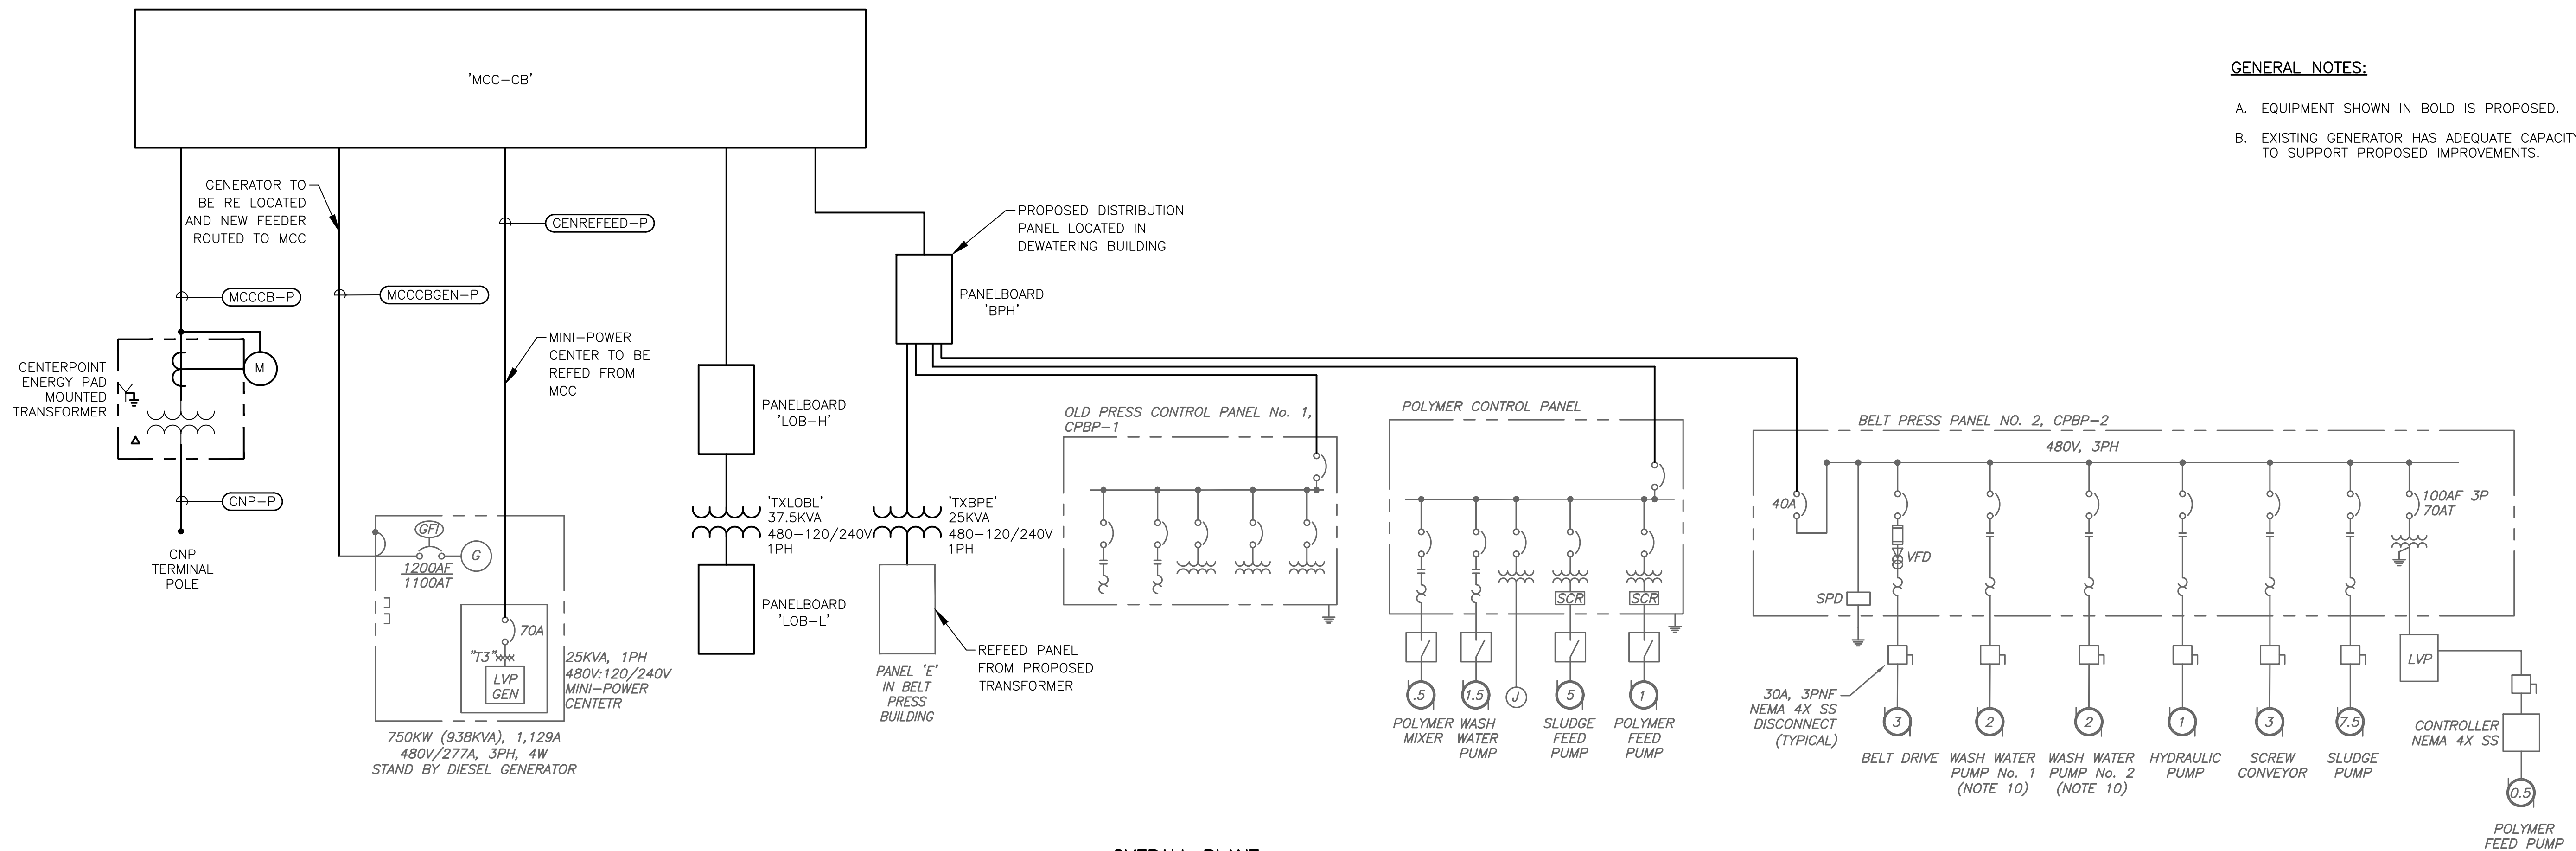 'MCC-CB'
GENERAL NOTES:
A. EQUIPMENT SHOWN IN BOLD IS PROPOSED.
B. EXISTING GENERATOR HAS ADEQUATE CAPACITY
TO SUPPORT PROPOSED IMPROVEMENTS.
GENERATOR TO
BE RE LOCATED
AND NEW FEEDER
ROUTED TO MCC
GENREFEED-P
PROPOSED DISTRIBUTION
PANEL LOCATED IN
DEWATERING BUILDING
MCCCB-P
MCCCBGEN-P
PANELBOARD
'BPH'
MINI-POWER
CENTER TO BE
REFED FROM
MCC
CENTERPOINT
ENERGY PAD
MOUNTED
TRANSFORMER
M
CNP-P
CNP
TERMINAL
POLE
PANELBOARD
'LOB-H'
'TXLOBL'
37.5KVA
480-120/240V
1PH
PANELBOARD
'LOB-L'
'TXBPE'
25KVA
480-120/240V
1PH
PANEL 'E'
IN BELT
PRESS
BUILDING
REFEED PANEL
FROM PROPOSED
TRANSFORMER
GFI
G
1200AF
1100AT
70A
"T3"
LVP
GEN
25KVA, 1PH
480V:120/240V
MINI-POWER
CENTETR
750KW (938KVA), 1,129A
480V/277A, 3PH, 4W
STAND BY DIESEL GENERATOR
OLD PRESS CONTROL PANEL No. 1,
CPBP-1
POLYMER CONTROL PANEL
SCR
SCR
.5
1.5
J
5
1
POLYMER
MIXER
WASH
WATER
PUMP
SLUDGE
FEED
PUMP
POLYMER
FEED
PUMP
BELT PRESS PANEL NO. 2, CPBP-2
480V, 3PH
40A
100AF 3P
70AT
VFD
SPD
LVP
30A, 3PNF
NEMA 4X SS
DISCONNECT
(TYPICAL)
3
2
2
1
3
7.5
BELT DRIVE
WASH WATER
PUMP No. 1
(NOTE 10)
WASH WATER
PUMP No. 2
(NOTE 10)
HYDRAULIC
PUMP
SCREW
CONVEYOR
SLUDGE
PUMP
CONTROLLER
NEMA 4X SS
0.5
POLYMER
FEED PUMP
OVERALL PLANT